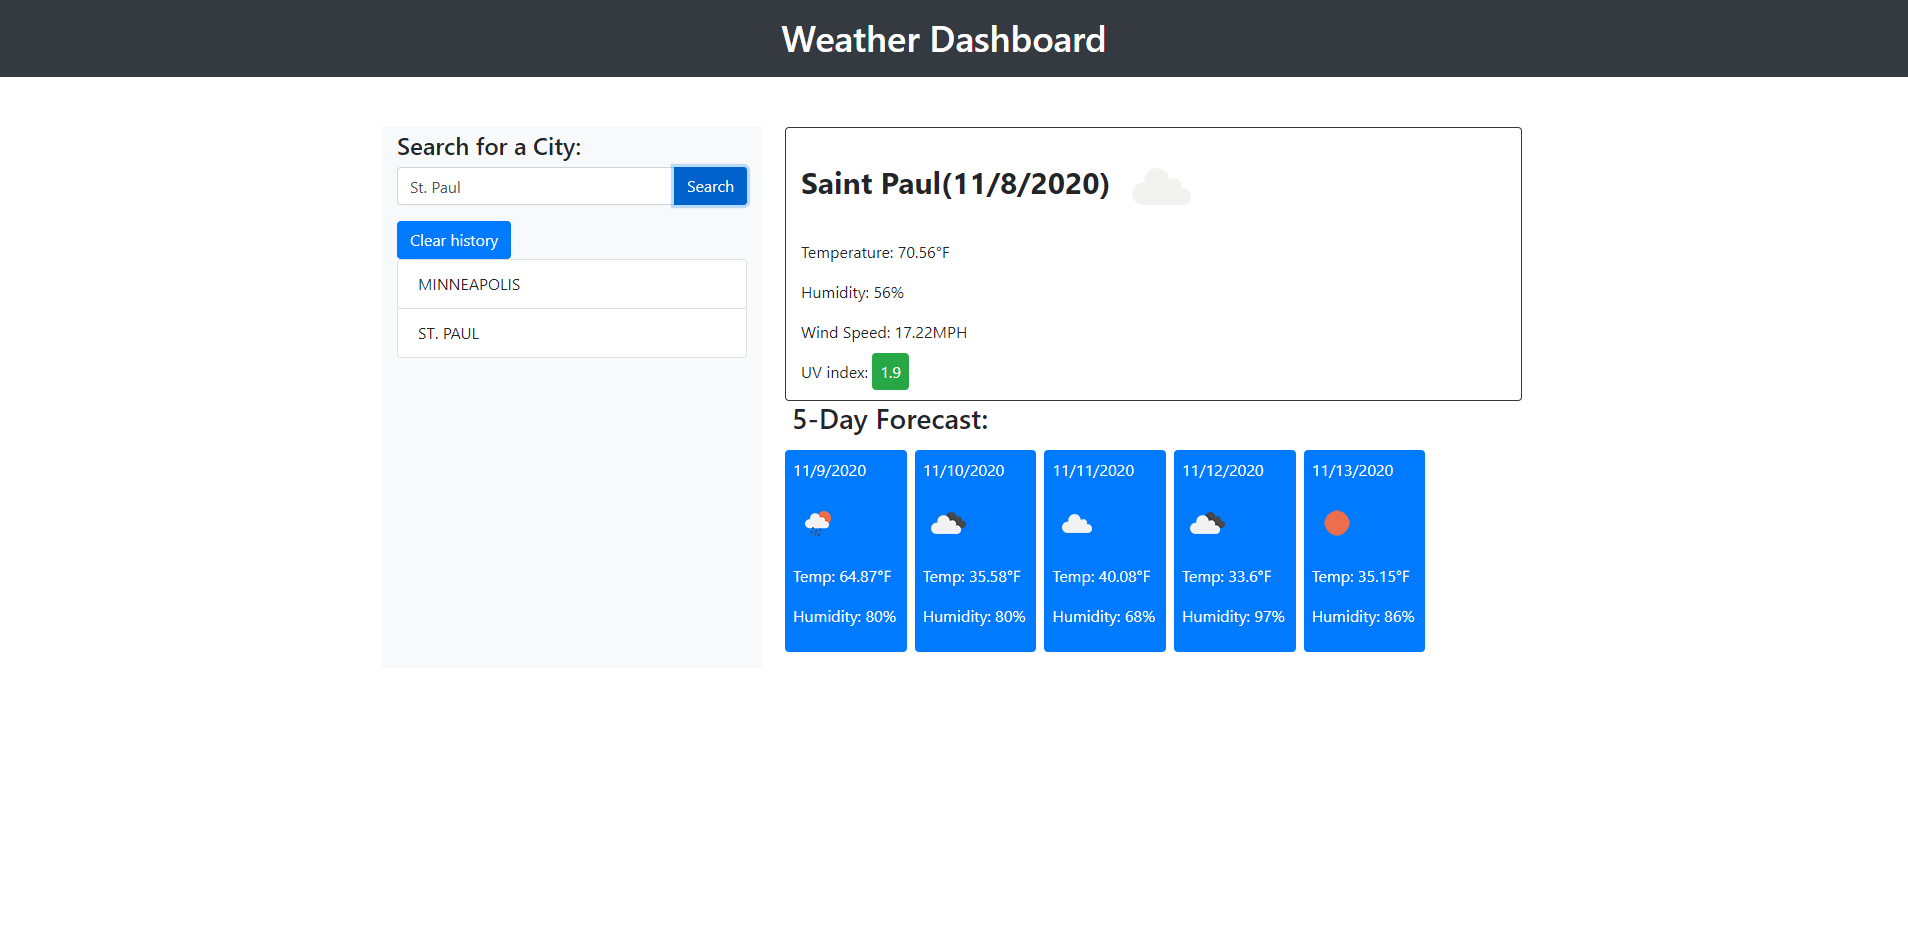 Weather Dashboard
Search for a City:
St. Paul
Search
Clear history
MINNEAPOLIS
ST. PAUL
Saint Paul(11/8/2020)
Temperature: 70.56°F
Humidity: 56%
Wind Speed: 17.22MPH
UV index: 1.9
5-Day Forecast:
11/9/2020
Temp: 64.87°F
Humidity: 80%
11/10/2020
Temp: 35.58°F
Humidity: 80%
11/11/2020
Temp: 40.08°F
Humidity: 68%
11/12/2020
Temp: 33.6°F
Humidity: 97%
11/13/2020
Temp: 35.15°F
Humidity: 86%